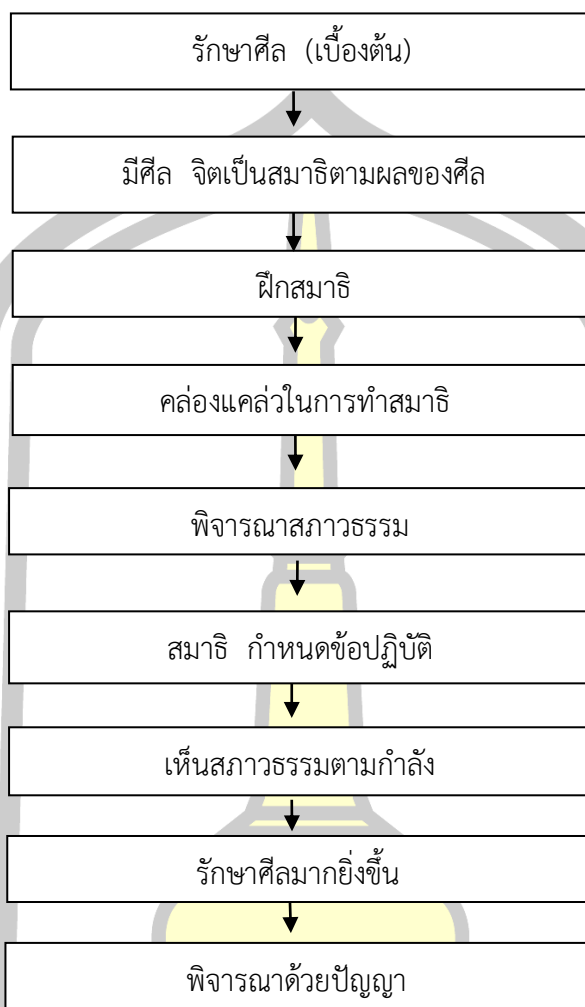 รักษาศีล (เบื้องต้น)
มีศีล จิตเป็นสมาธิตามผลของศีล
ฝึกสมาธิ
คล่องแคล่วในการทำสมาธิ
พิจารณาสภาวธรรม
สมาธิ กำหนดข้อปฏิบัติ
เห็นสภาวธรรมตามกำลัง
รักษาศีลมากยิ่งขึ้น
พิจารณาด้วยปัญญา